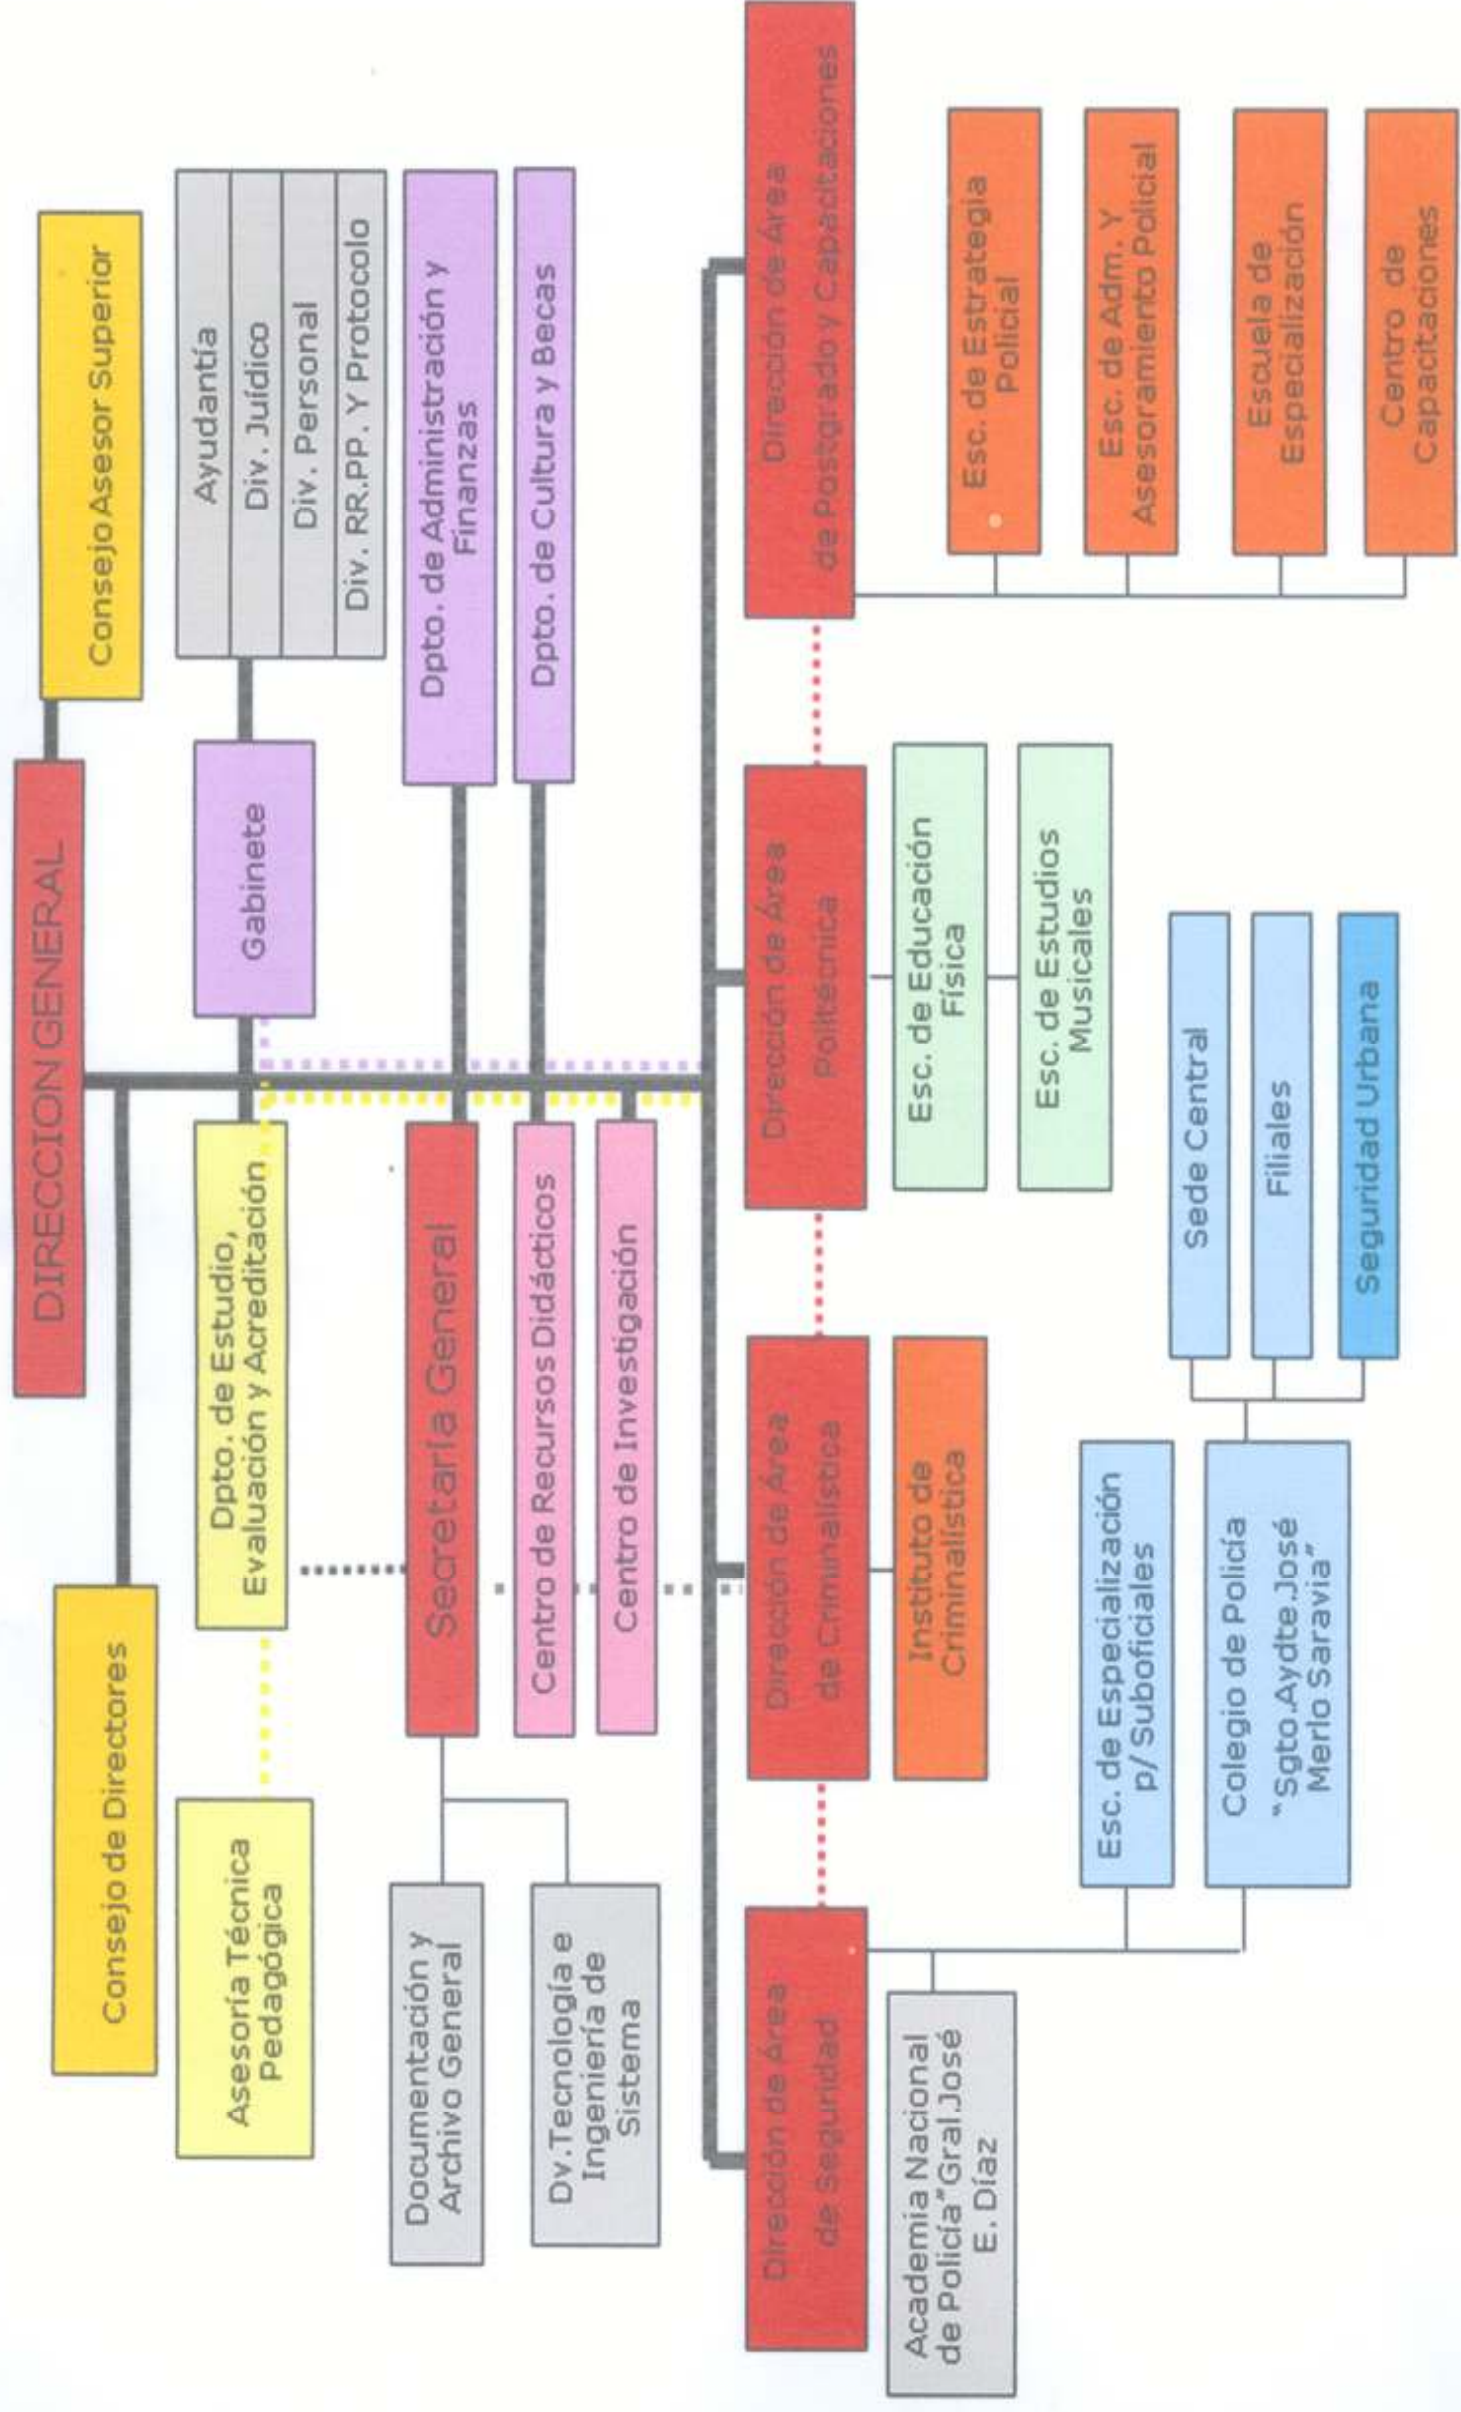 DIRECCION GENERAL
Consejo de Directores
Consejo Asesor Superior
Asesoría Técnica
Pedagógica
Dpto. de Estudio,
Evaluación y Acreditación
Gabinete
Ayudantía
Div. Juídico
Div. Personal
Div. RR.PP. Y Protocolo
Documentación y
Archivo General
Dv.Tecnología e
Ingeniería de
Sistema
Secretaría General
Dpto. de Administración y
Finanzas
Centro de Recursos Didácticos
Dpto. de Cultura y Becas
Centro de Investigación
Dirección de Área
de Seguridad
Dirección de Área
de Criminalística
Dirección de Área
Politécnica
Dirección de Área
de Postgrado y Capacitaciones
Academia Nacional
de Policía"Gral.José
E. Díaz
Esc. de Especialización
p/ Suboficiales
Colegio de Policía
"Sgto.Aydte.José
Merlo Saravia"
Sede Central
Filiales
Seguridad Urbana
Instituto de
Criminalística
Esc. de Educación
Física
Esc. de Estudios
Musicales
Esc. de Estrategia
Policial
Esc. de Adm. Y
Asesoramiento Policial
Escuela de
Especialización
Centro de
Capacitaciones